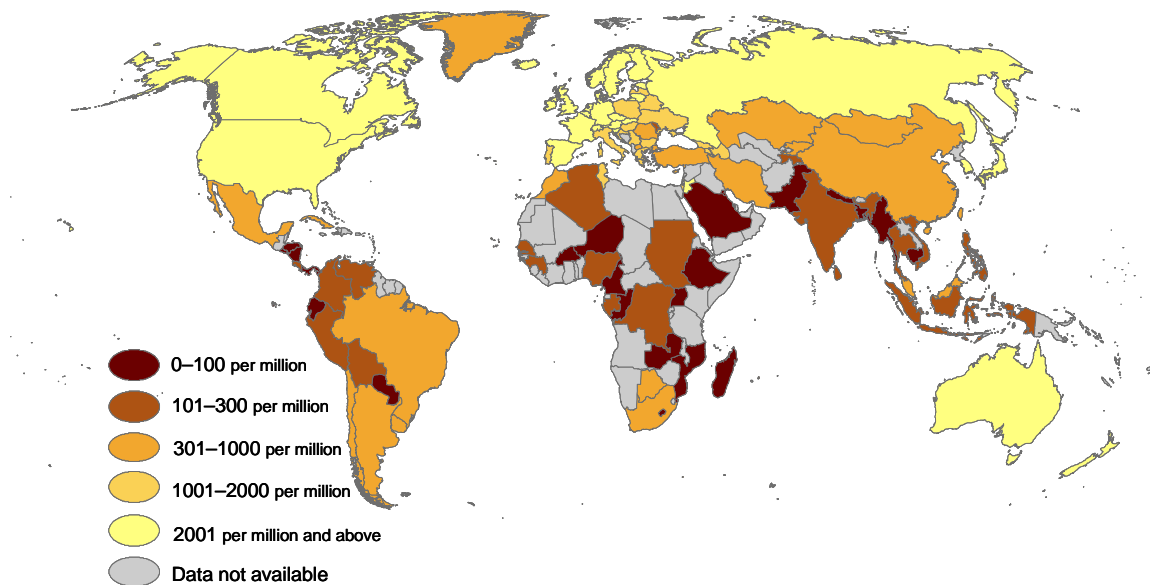 0–100 per million
101–300 per million
301–1000 per million
1001–2000 per million
2001 per million and above
Data not available